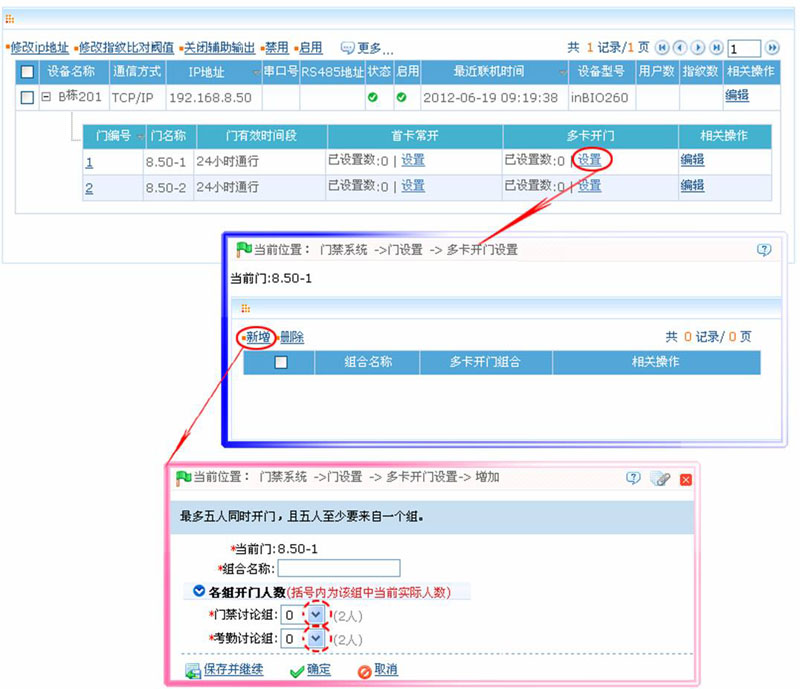 修改ip地址 修改指纹比对阈值 关闭辅助输出 禁用 启用 更多... 共 1 记录/1 页 1
设备名称 通信方式 IP地址 串口号 RS485地址 状态 启用 最近联机时间 设备型号 用户数 指纹数 相关操作
B栋201 TCP/IP 192.168.8.50 2012-06-19 09:19:38 inBIO260 编辑
门编号 门名称 门有效时间段 首卡常开 多卡开门 相关操作
1 8.50-1 24小时通行 已设置数:0 | 设置 已设置数:0 | 设置 编辑
2 8.50-2 24小时通行 已设置数:0 | 设置 已设置数:0 | 设置 编辑
当前位置： 门禁系统 ->门设置 -> 多卡开门设置
当前门:8.50-1
新增 删除 共 0 记录/ 0 页
组合名称 多卡开门组合 相关操作
当前位置： 门禁系统 ->门设置 -> 多卡开门设置-> 增加
最多五人同时开门，且五人至少要来自一个组。
*当前门:8.50-1
*组合名称:
各组开门人数(括号内为该组中当前实际人数)
*门禁讨论组: 0 (2人)
*考勤讨论组: 0 (2人)
保存并继续 确定 取消